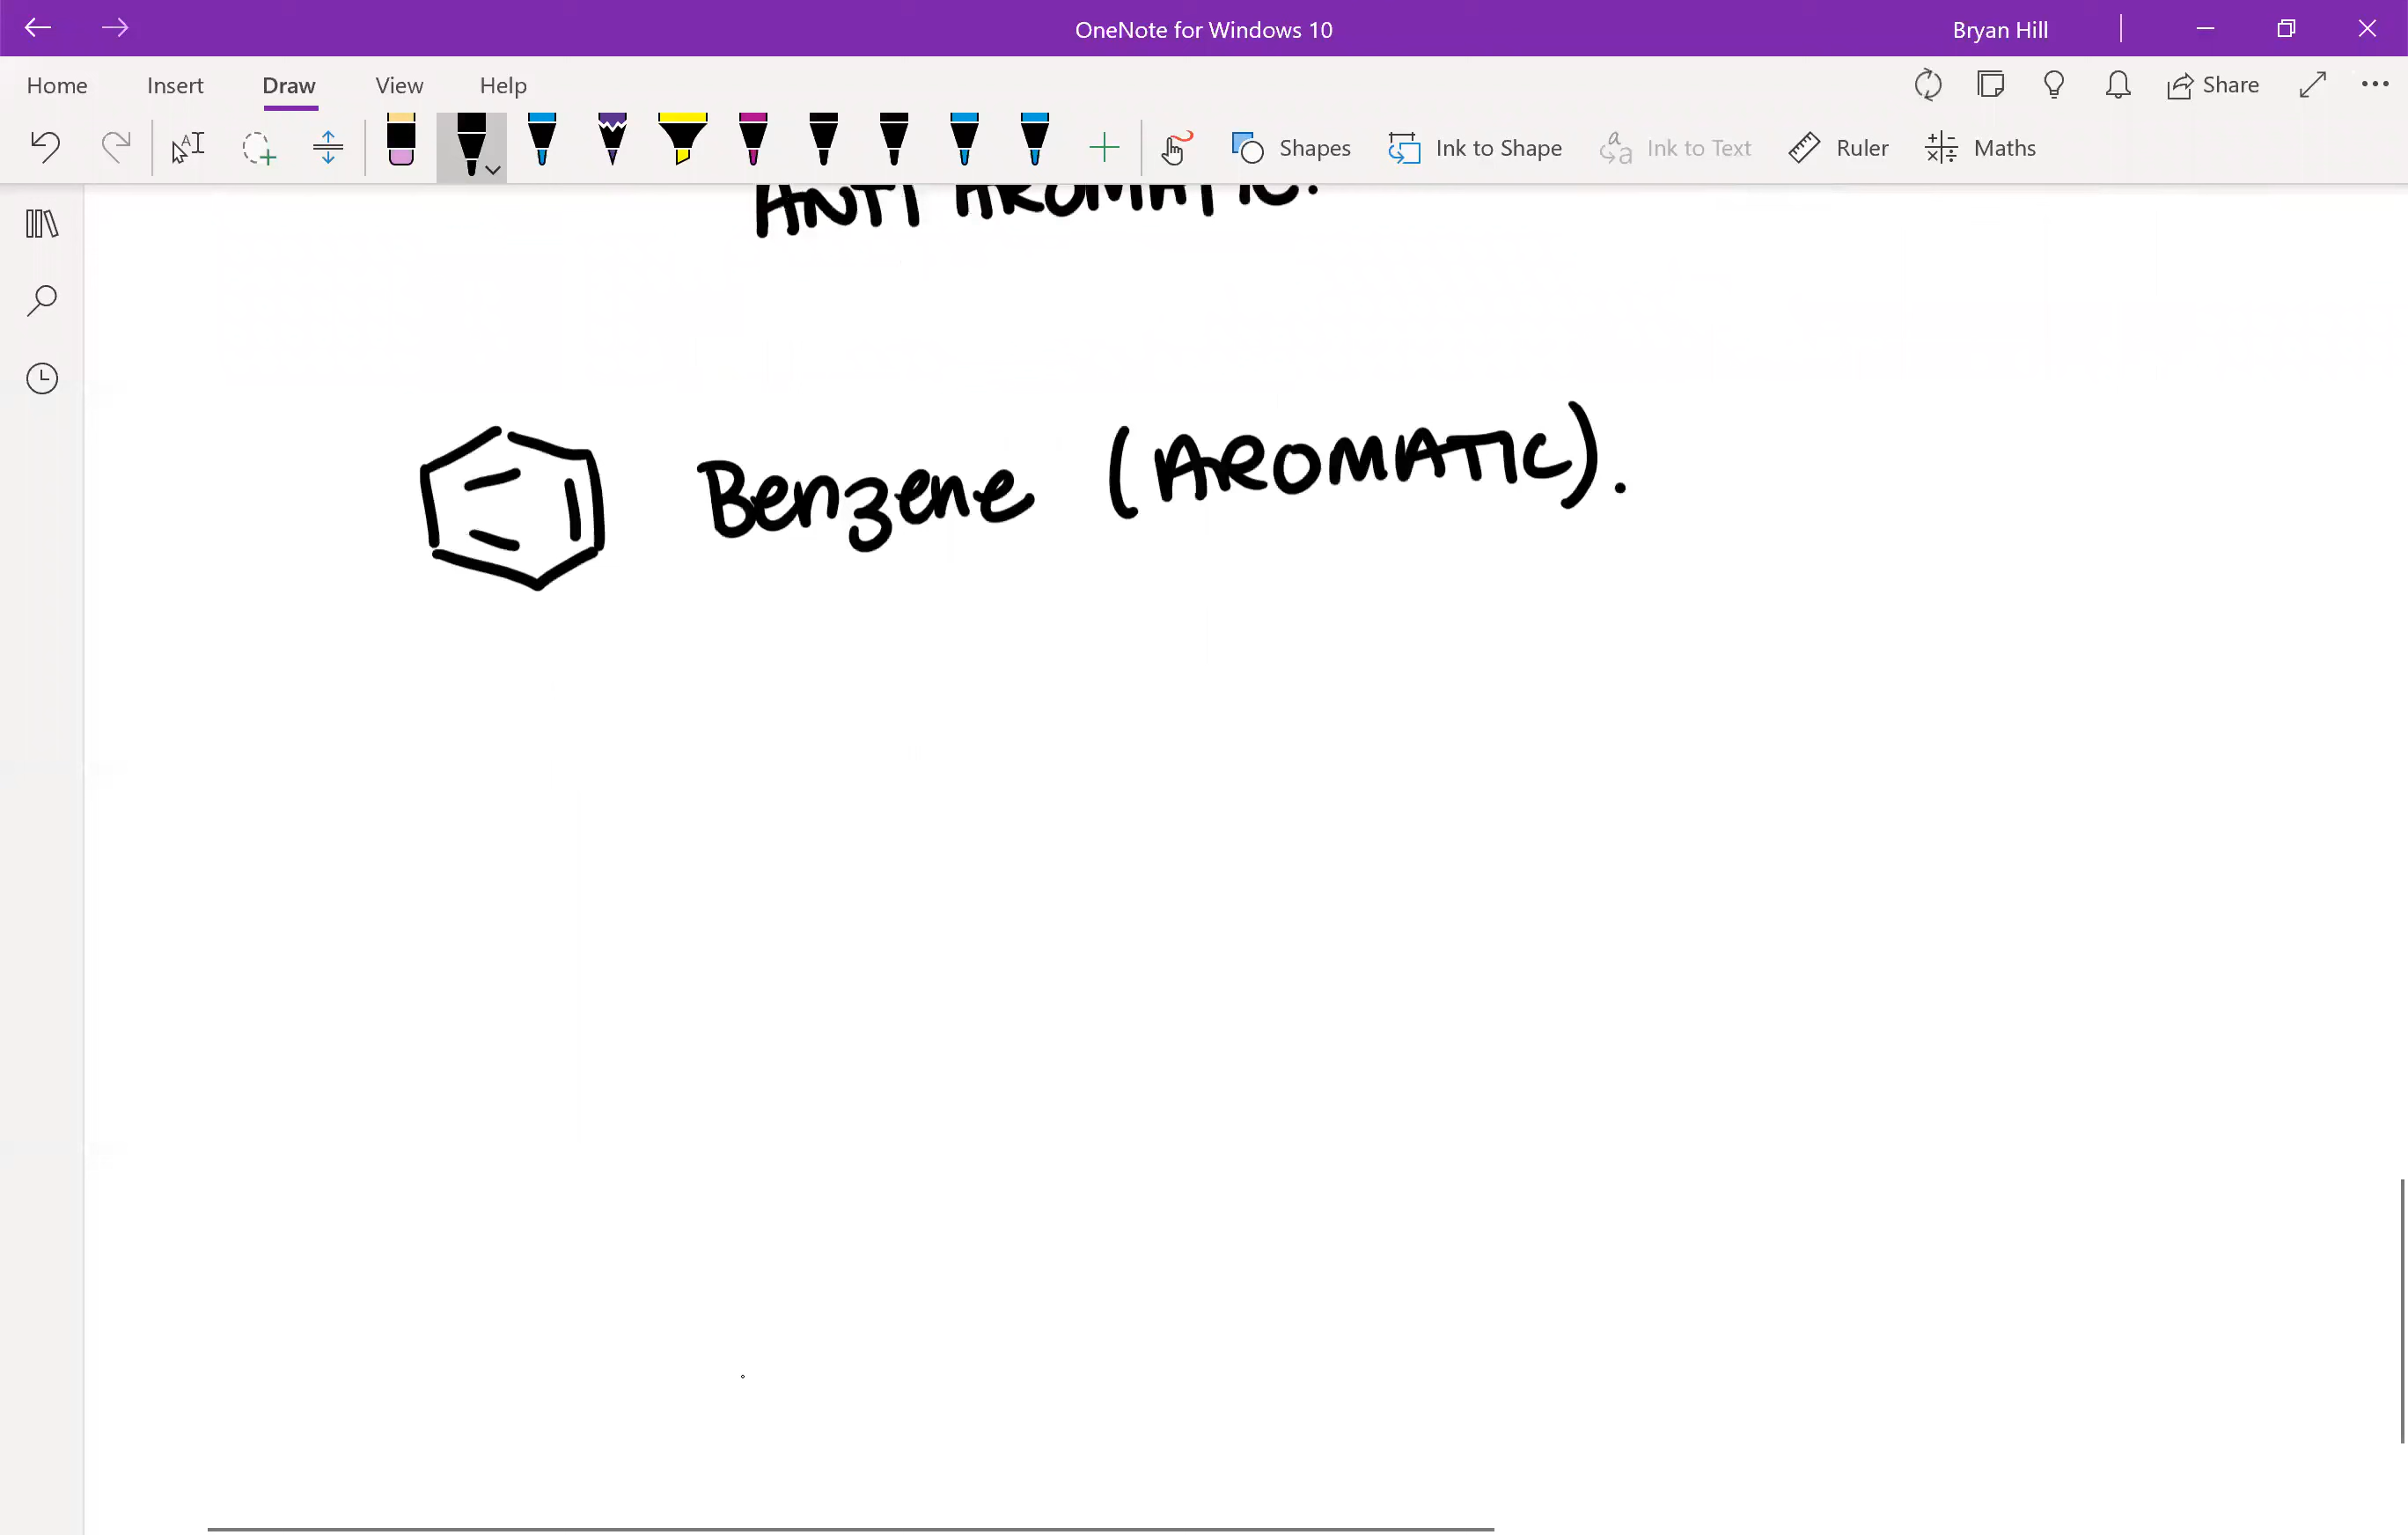 OneNote for Windows 10
Bryan Hill
Home Insert Draw View Help
Share
Shapes Ink to Shape Ink to Text Ruler Maths
ANTI AROMATIC.
Benzene (AROMATIC).